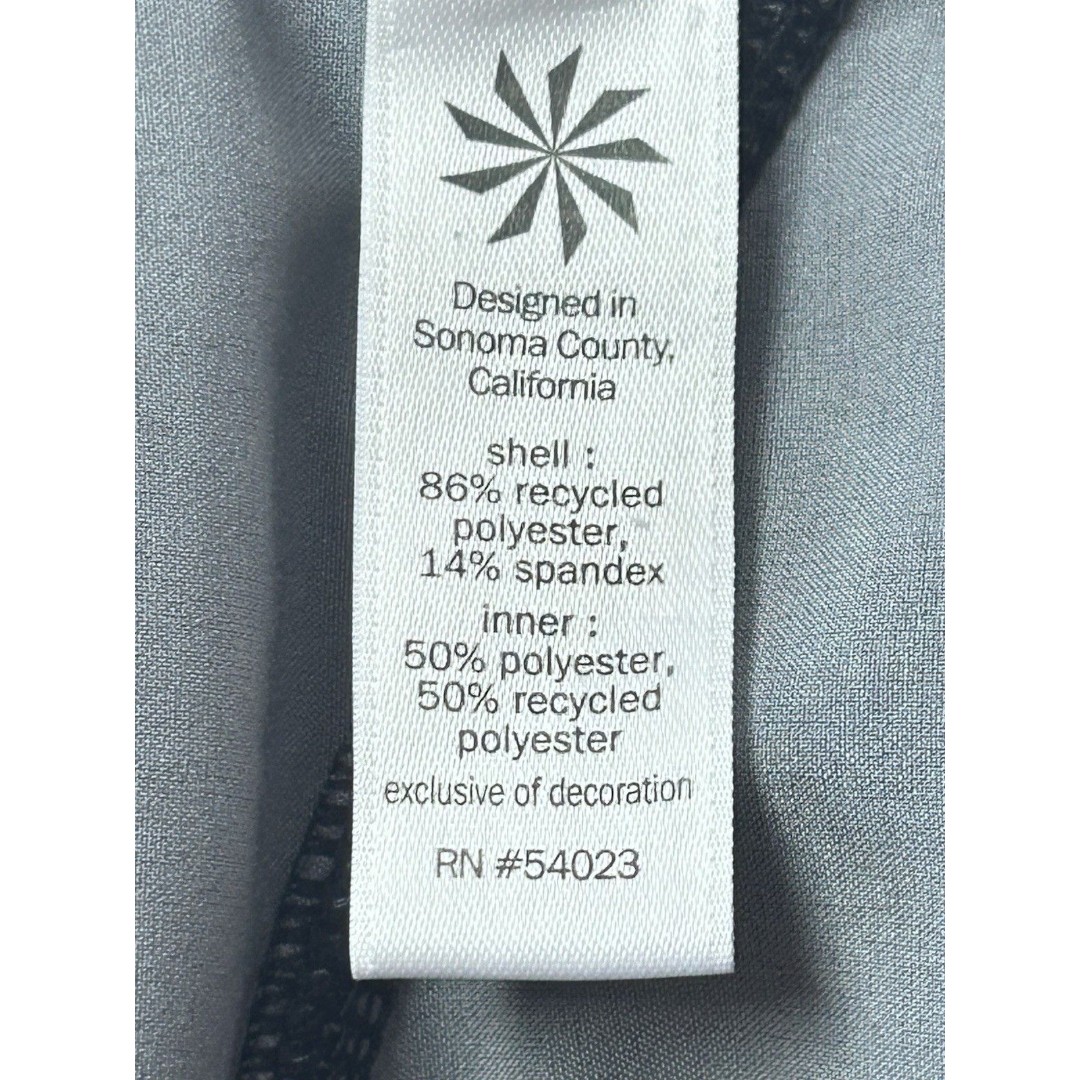 Designed in
Sonoma County,
California
shell :
86% recycled
polyester,
14% spandex
inner :
50% polyester,
50% recycled
polyester
exclusive of decoration
RN #54023